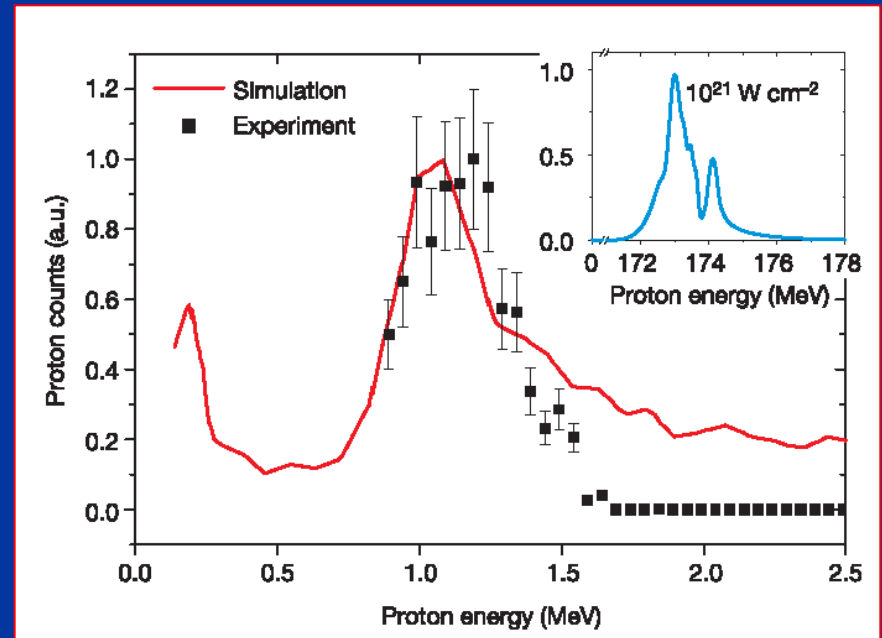 Simulation
Experiment
1.2
1.0
0.8
0.6
0.4
0.2
0.0
Proton counts (a.u.)
0.0 0.5 1.0 1.5 2.0 2.5
Proton energy (MeV)
10²¹ W cm⁻²
1.0
0.5
0.0
0 172 174 176 178
Proton energy (MeV)